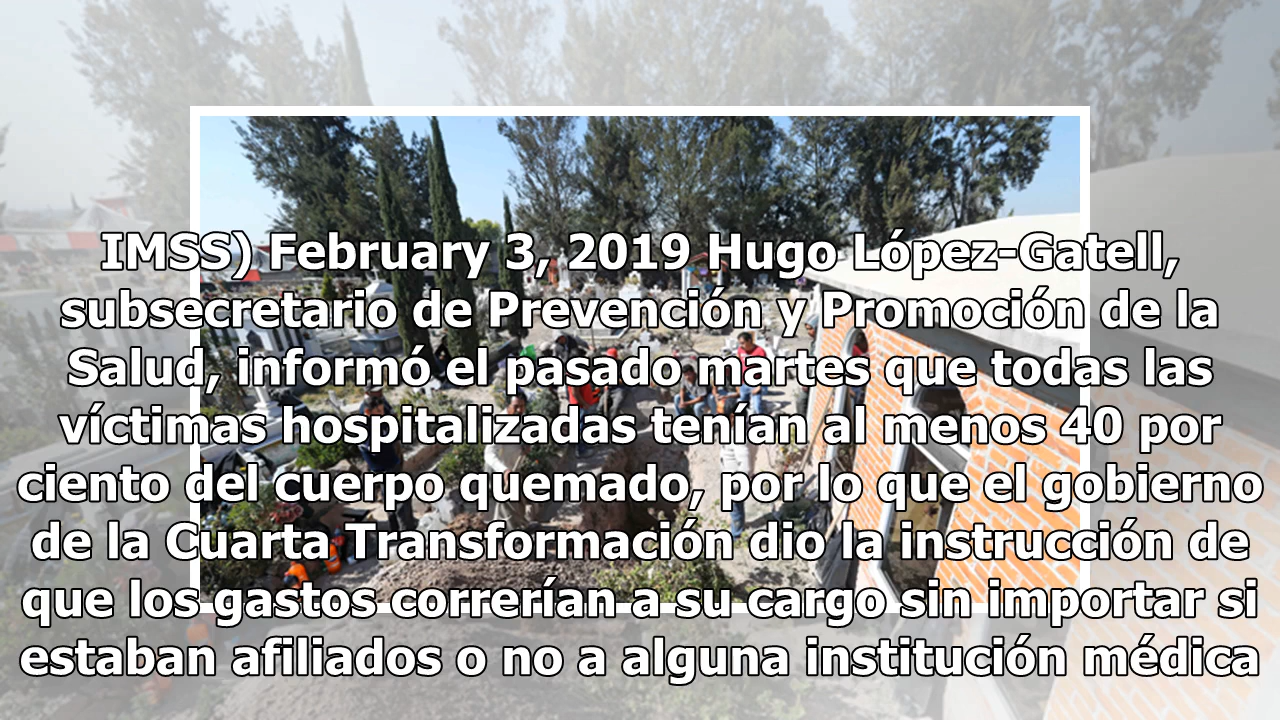 IMSS) February 3, 2019 Hugo López-Gatell,
subsecretario de Prevención y Promoción de la
Salud, informó el pasado martes que todas las
víctimas hospitalizadas tenían al menos 40 por
ciento del cuerpo quemado, por lo que el gobierno
de la Cuarta Transformación dio la instrucción de
que los gastos correrían a su cargo sin importar si
estaban afiliados o no a alguna institución médica